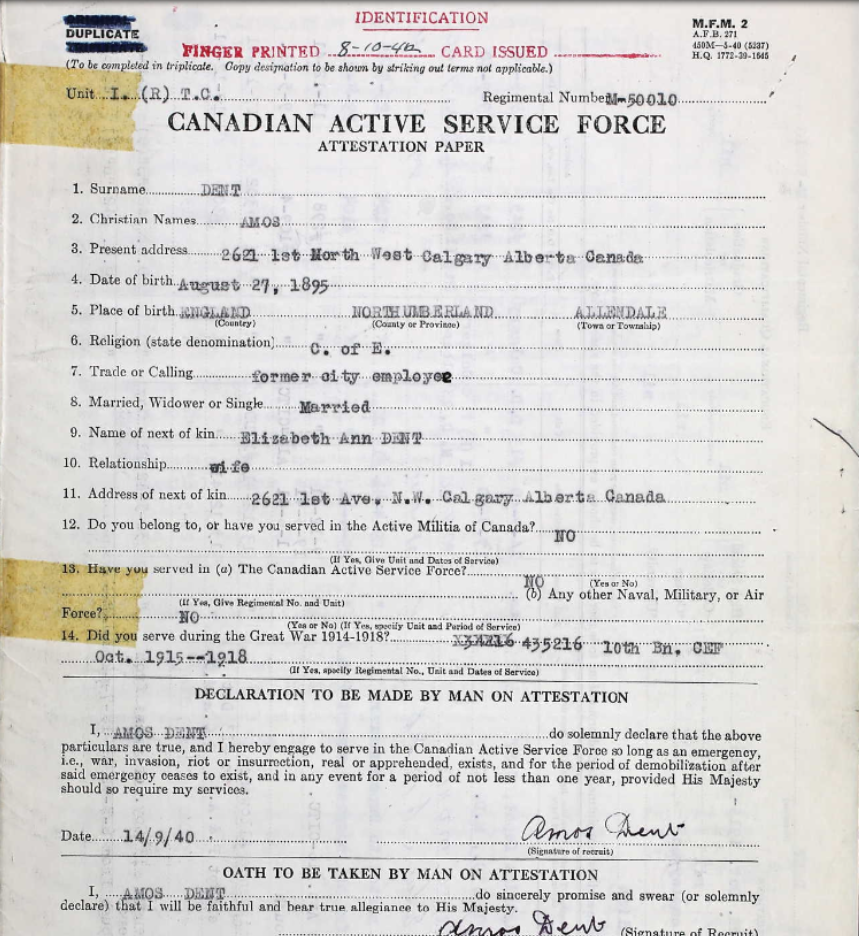 IDENTIFICATION
DUPLICATE
FINGER PRINTED 8-10-40 CARD ISSUED
M.F.M. 2
A.F.B. 271
450M—5-40 (5237)
H.Q. 1772-39-1645
(To be completed in triplicate. Copy designation to be shown by striking out terms not applicable.)
Unit I. (R) T.C. Regimental Number M-50010
CANADIAN ACTIVE SERVICE FORCE
ATTESTATION PAPER
1. Surname DENT
2. Christian Names AMOS
3. Present address 2621 1st North West Calgary Alberta Canada
4. Date of birth August 27, 1895
5. Place of birth ENGLAND NORTHUMBERLAND ALLENDALE
(Country) (County or Province) (Town or Township)
6. Religion (state denomination) C. of E.
7. Trade or Calling former city employee
8. Married, Widower or Single Married
9. Name of next of kin Elizabeth Ann DENT
10. Relationship wife
11. Address of next of kin 2621 1st Ave. N.W. Calgary Alberta Canada
12. Do you belong to, or have you served in the Active Militia of Canada? NO
(If Yes, Give Unit and Dates of Service)
13. Have you served in (a) The Canadian Active Service Force? NO
(Yes or No)
(b) Any other Naval, Military, or Air
(If Yes, Give Regimental No. and Unit)
Force? NO
(Yes or No) (If Yes, specify Unit and Period of Service)
14. Did you serve during the Great War 1914-1918? 435216 10th Bn. CEF
Oct. 1915--1918
(If Yes, specify Regimental No., Unit and Dates of Service)
DECLARATION TO BE MADE BY MAN ON ATTESTATION
I, AMOS DENT do solemnly declare that the above
particulars are true, and I hereby engage to serve in the Canadian Active Service Force so long as an emergency,
i.e., war, invasion, riot or insurrection, real or apprehended, exists, and for the period of demobilization after
said emergency ceases to exist, and in any event for a period of not less than one year, provided His Majesty
should so require my services.
Date 14/9/40 Amos Dent
(Signature of recruit)
OATH TO BE TAKEN BY MAN ON ATTESTATION
I, AMOS DENT do sincerely promise and swear (or solemnly
declare) that I will be faithful and bear true allegiance to His Majesty.
Amos Dent (Signature of Recruit)